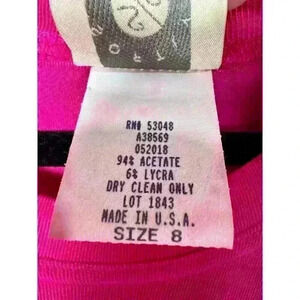 RN# 53048
A38569
052018
94% ACETATE
6% LYCRA
DRY CLEAN ONLY
LOT 1843
MADE IN U.S.A.
SIZE 8